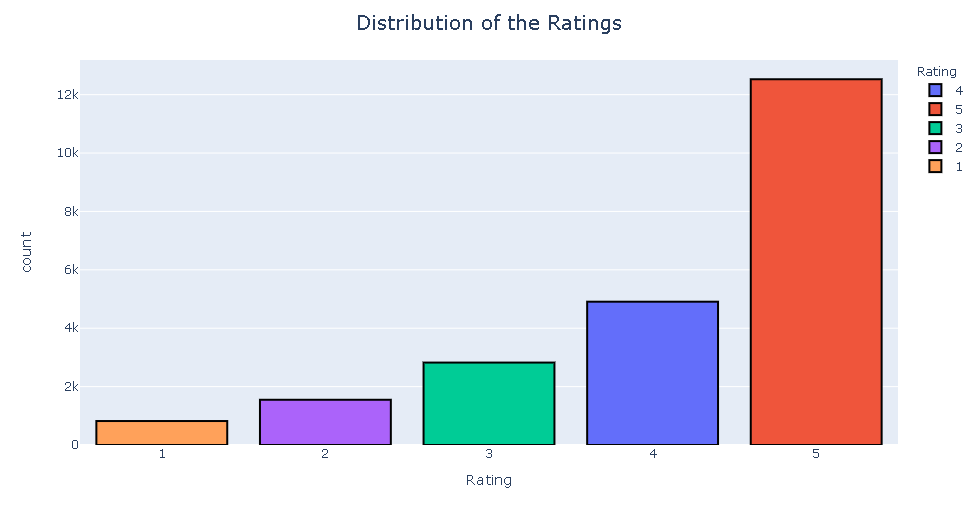 Distribution of the Ratings
12k
10k
8k
6k
4k
2k
0
count
1 2 3 4 5
Rating
Rating
4
5
3
2
1